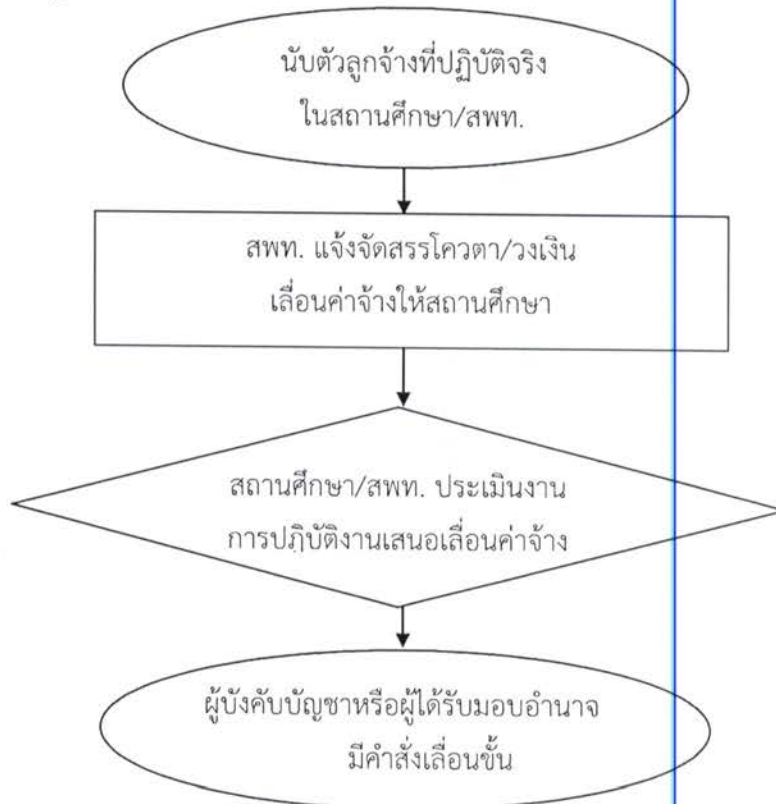 นับตัวลูกจ้างที่ปฏิบัติจริง
ในสถานศึกษา/สพท.
สพท. แจ้งจัดสรรโควตา/วงเงิน
เลื่อนค่าจ้างให้สถานศึกษา
สถานศึกษา/สพท. ประเมินงาน
การปฏิบัติงานเสนอเลื่อนค่าจ้าง
ผู้บังคับบัญชาหรือผู้ได้รับมอบอำนาจ
มีคำสั่งเลื่อนขั้น